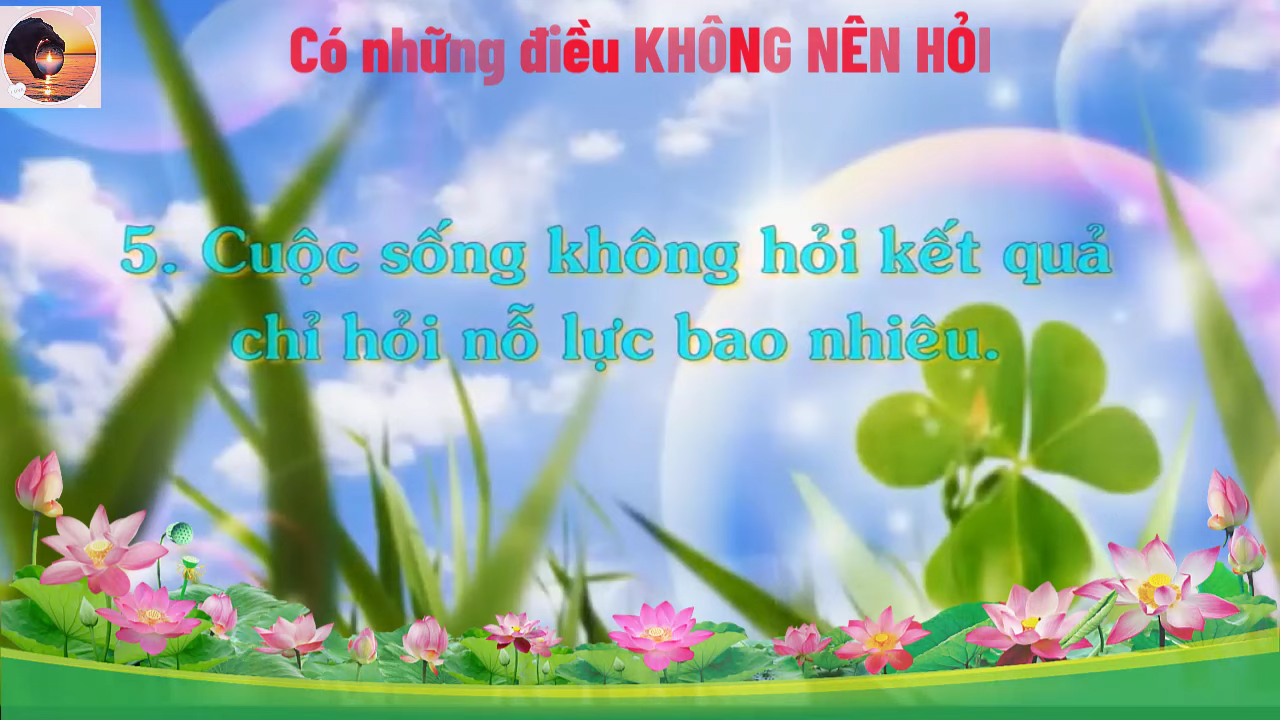 Có những điều KHÔNG NÊN HỎI
5. Cuộc sống không hỏi kết quả
chỉ hỏi nỗ lực bao nhiêu.